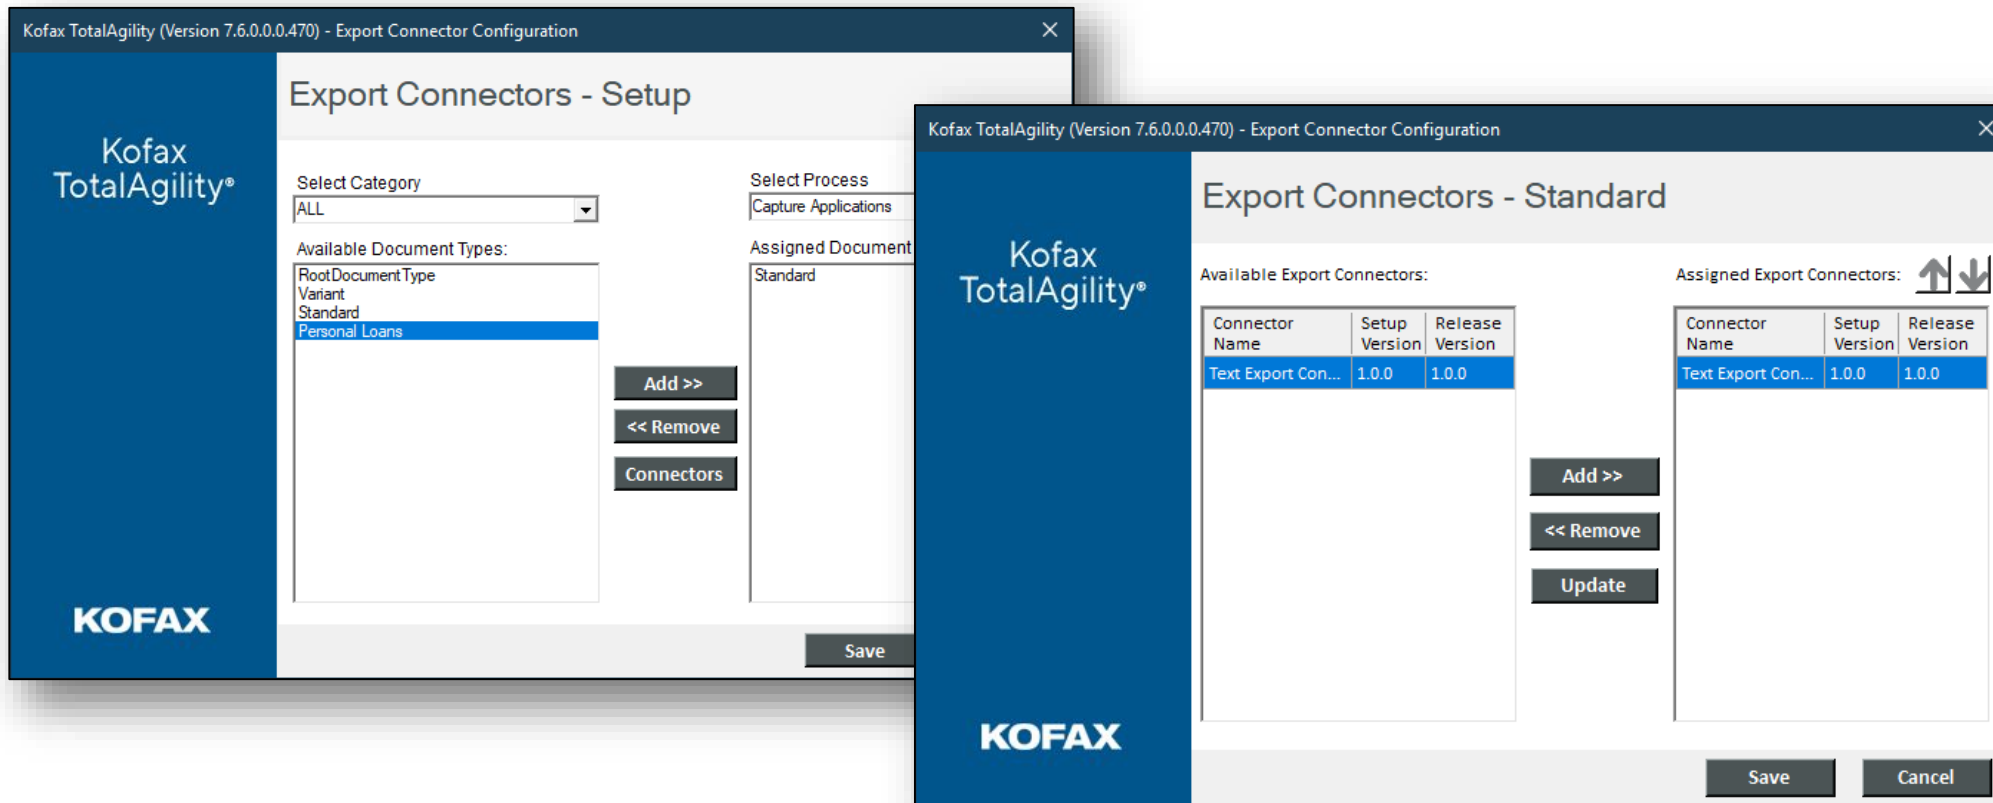 Kofax TotalAgility (Version 7.6.0.0.0.470) - Export Connector Configuration
Export Connectors - Setup
Kofax
TotalAgility®
Select Category
ALL
Select Process
Capture Applications
Available Document Types:
RootDocumentType
Variant
Standard
Personal Loans
Assigned Document
Standard
Add >>
<< Remove
Connectors
KOFAX
Save
Kofax TotalAgility (Version 7.6.0.0.0.470) - Export Connector Configuration
Export Connectors - Standard
Kofax
TotalAgility®
Available Export Connectors:
Connector Name Setup Version Release Version
Text Export Con... 1.0.0 1.0.0
Add >>
<< Remove
Update
Assigned Export Connectors:
Connector Name Setup Version Release Version
Text Export Con... 1.0.0 1.0.0
KOFAX
Save
Cancel